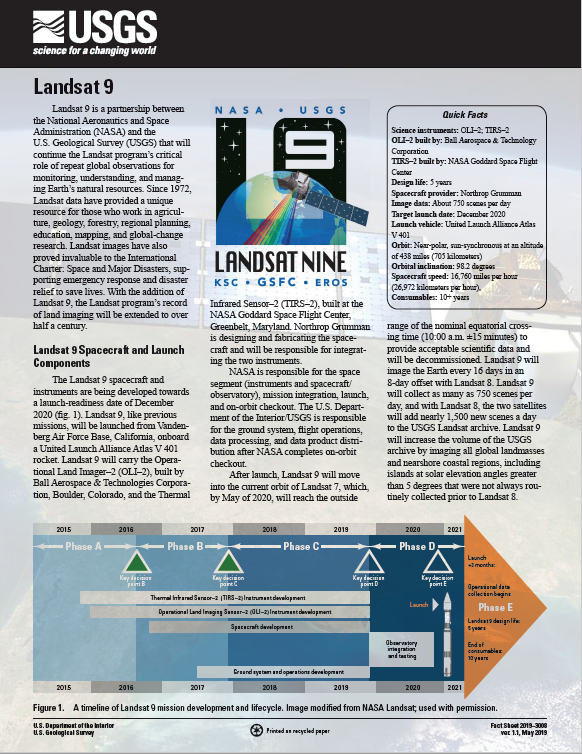 USGS
science for a changing world
Landsat 9
Landsat 9 is a partnership between
the National Aeronautics and Space
Administration (NASA) and the
U.S. Geological Survey (USGS) that will
continue the Landsat program's critical
role of repeat global observations for
monitoring, understanding, and manag-
ing Earth's natural resources. Since 1972,
Landsat data have provided a unique
resource for those who work in agricul-
ture, geology, forestry, regional planning,
education, mapping, and global-change
research. Landsat images have also
proved invaluable to the International
Charter: Space and Major Disasters, sup-
porting emergency response and disaster
relief to save lives. With the addition of
Landsat 9, the Landsat program's record
of land imaging will be extended to over
half a century.
Landsat 9 Spacecraft and Launch
Components
The Landsat 9 spacecraft and
instruments are being developed towards
a launch-readiness date of December
2020 (fig. 1). Landsat 9, like previous
missions, will be launched from Vanden-
berg Air Force Base, California, onboard
a United Launch Alliance Atlas V 401
rocket. Landsat 9 will carry the Opera-
tional Land Imager–2 (OLI–2), built by
Ball Aerospace & Technologies Corpora-
tion, Boulder, Colorado, and the Thermal
NASA • USGS
L9
LANDSAT NINE
KSC • GSFC • EROS
Infrared Sensor–2 (TIRS–2), built at the
NASA Goddard Space Flight Center,
Greenbelt, Maryland. Northrop Grumman
is designing and fabricating the space-
craft and will be responsible for integrat-
ing the two instruments.
NASA is responsible for the space
segment (instruments and spacecraft/
observatory), mission integration, launch,
and on-orbit checkout. The U.S. Depart-
ment of the Interior/USGS is responsible
for the ground system, flight operations,
data processing, and data product distri-
bution after NASA completes on-orbit
checkout.
After launch, Landsat 9 will move
into the current orbit of Landsat 7, which,
by May of 2020, will reach the outside
Quick Facts
Science instruments: OLI–2; TIRS–2
OLI–2 built by: Ball Aerospace & Technology
Corporation
TIRS–2 built by: NASA Goddard Space Flight
Center
Design life: 5 years
Spacecraft provider: Northrop Grumman
Image data: About 750 scenes per day
Target launch date: December 2020
Launch vehicle: United Launch Alliance Atlas
V 401
Orbit: Near-polar, sun-synchronous at an altitude
of 438 miles (705 kilometers)
Orbital inclination: 98.2 degrees
Spacecraft speed: 16,760 miles per hour
(26,972 kilometers per hour),
Consumables: 10+ years
range of the nominal equatorial cross-
ing time (10:00 a.m. ±15 minutes) to
provide acceptable scientific data and
will be decommissioned. Landsat 9 will
image the Earth every 16 days in an
8-day offset with Landsat 8. Landsat 9
will collect as many as 750 scenes per
day, and with Landsat 8, the two satellites
will add nearly 1,500 new scenes a day
to the USGS Landsat archive. Landsat 9
will increase the volume of the USGS
archive by imaging all global landmasses
and nearshore coastal regions, including
islands at solar elevation angles greater
than 5 degrees that were not always rou-
tinely collected prior to Landsat 8.
2015 2016 2017 2018 2019 2020 2021
Phase A Phase B Phase C Phase D
Key decision
point B
Key decision
point C
Key decision
point D
Key decision
point E
Thermal Infrared Sensor–2 (TIRS–2) Instrument development
Operational Land Imaging Sensor–2 (OLI–2) Instrument development
Spacecraft development
Observatory
integration
and testing
Ground system and operations development
Launch
Launch
+3 months:
Operational data
collection begins
Phase E
Landsat 9 design life:
5 years
End of
consumables:
10 years
2015 2016 2017 2018 2019 2020 2021
Figure 1. A timeline of Landsat 9 mission development and lifecycle. Image modified from NASA Landsat; used with permission.
U.S. Department of the Interior
U.S. Geological Survey
Printed on recycled paper
Fact Sheet 2019–3008
ver. 1.1, May 2019